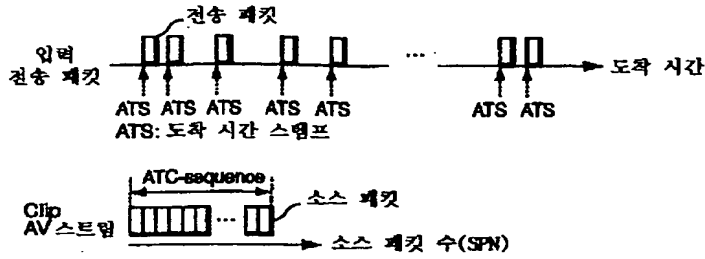 전송 패킷
입력
전송 패킷
...
도착 시간
ATS ATS ATS ATS ATS ATS ATS
ATS: 도착 시간 스탬프
ATC-sequence
소스 패킷
Clip
AV 스트림
...
소스 패킷 수(SPN)